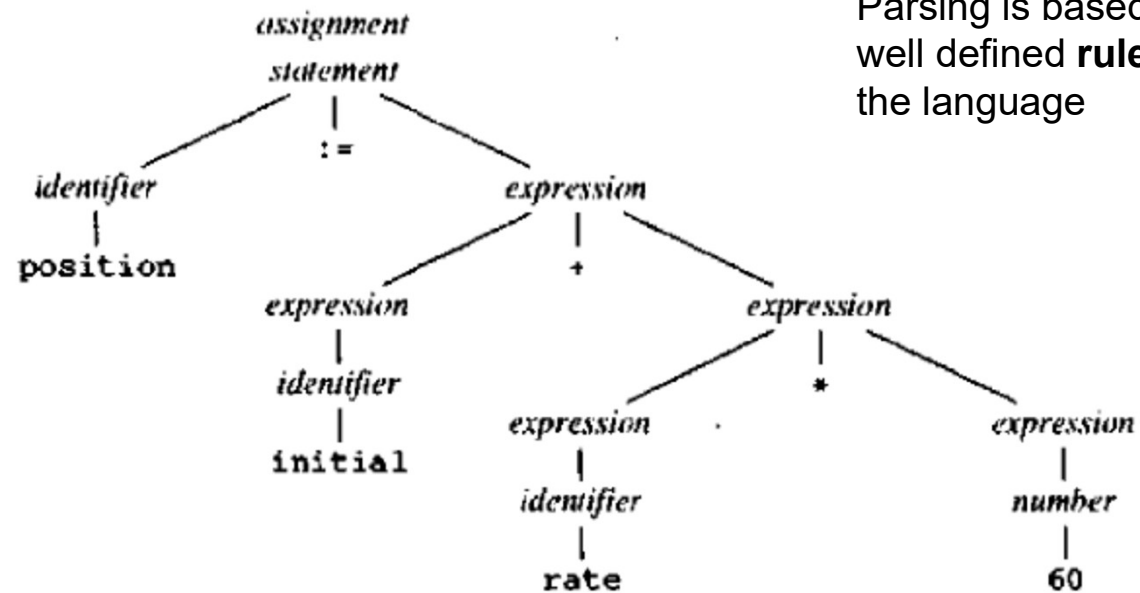 assignment
statement
:=
identifier
expression
position
+
expression
expression
identifier
*
initial
expression
expression
identifier
number
rate
60
Parsing is based
well defined rule
the language